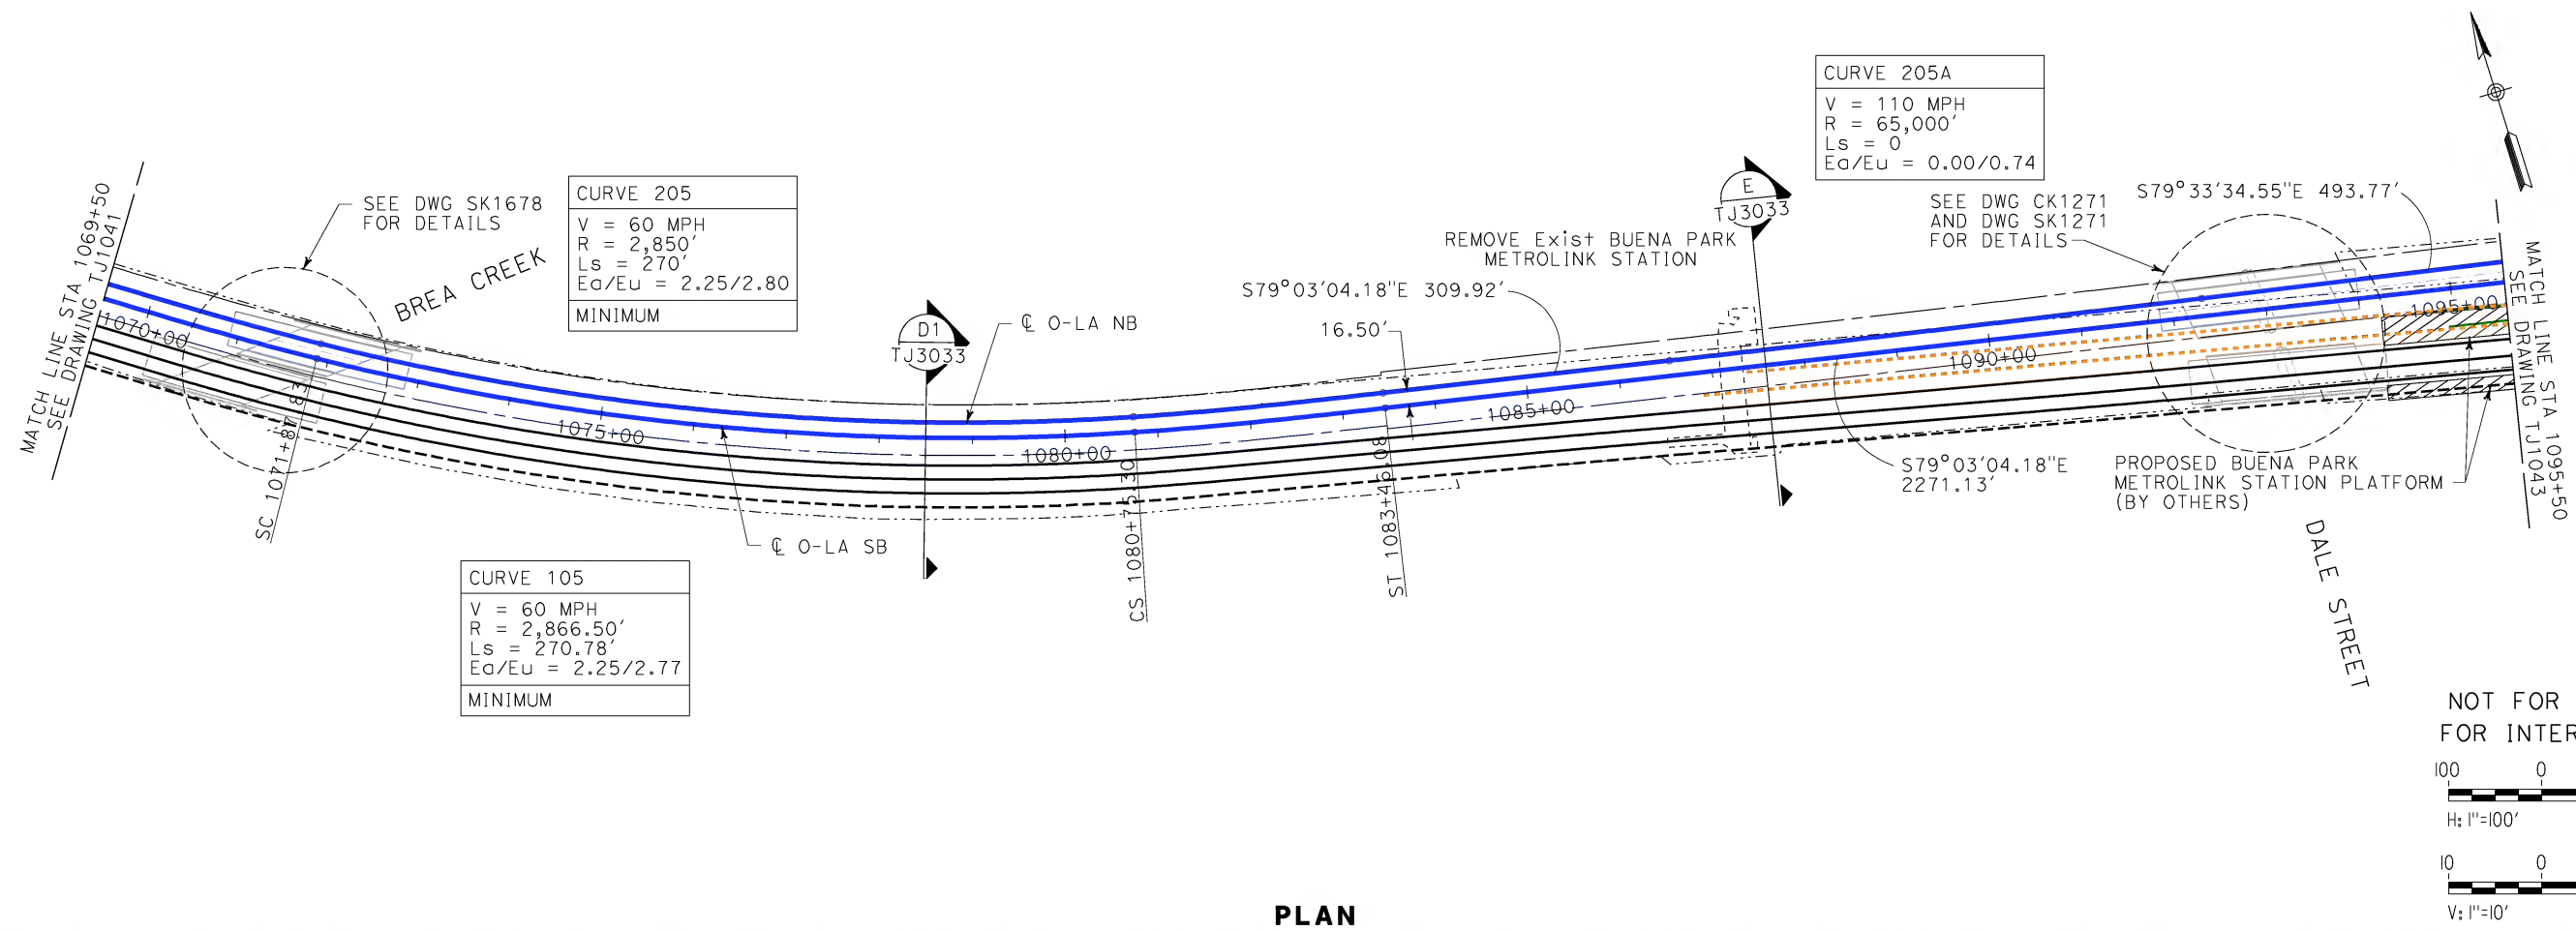 MATCH LINE STA 1069+50
SEE DRAWING TJ1041
1070+00
SEE DWG SK1678
FOR DETAILS
BREA CREEK
CURVE 205
V = 60 MPH
R = 2,850'
Ls = 270'
Ea/Eu = 2.25/2.80
MINIMUM
SC 1071+87.83
1075+00
D1
TJ3033
℄ O-LA NB
℄ O-LA SB
1080+00
CURVE 105
V = 60 MPH
R = 2,866.50'
Ls = 270.78'
Ea/Eu = 2.25/2.77
MINIMUM
CS 1080+75.30
S79°03'04.18"E 309.92'
16.50'
REMOVE Exist BUENA PARK
METROLINK STATION
ST 1083+46.08
1085+00
E
TJ3033
CURVE 205A
V = 110 MPH
R = 65,000'
Ls = 0
Ea/Eu = 0.00/0.74
SEE DWG CK1271
AND DWG SK1271
FOR DETAILS
S79°33'34.55"E 493.77'
1090+00
1095+00
S79°03'04.18"E
2271.13'
PROPOSED BUENA PARK
METROLINK STATION PLATFORM
(BY OTHERS)
DALE STREET
MATCH LINE STA 1095+50
SEE DRAWING TJ1043
NOT FOR
FOR INTER
100 0
H: 1"=100'
10 0
V: 1"=10'
PLAN